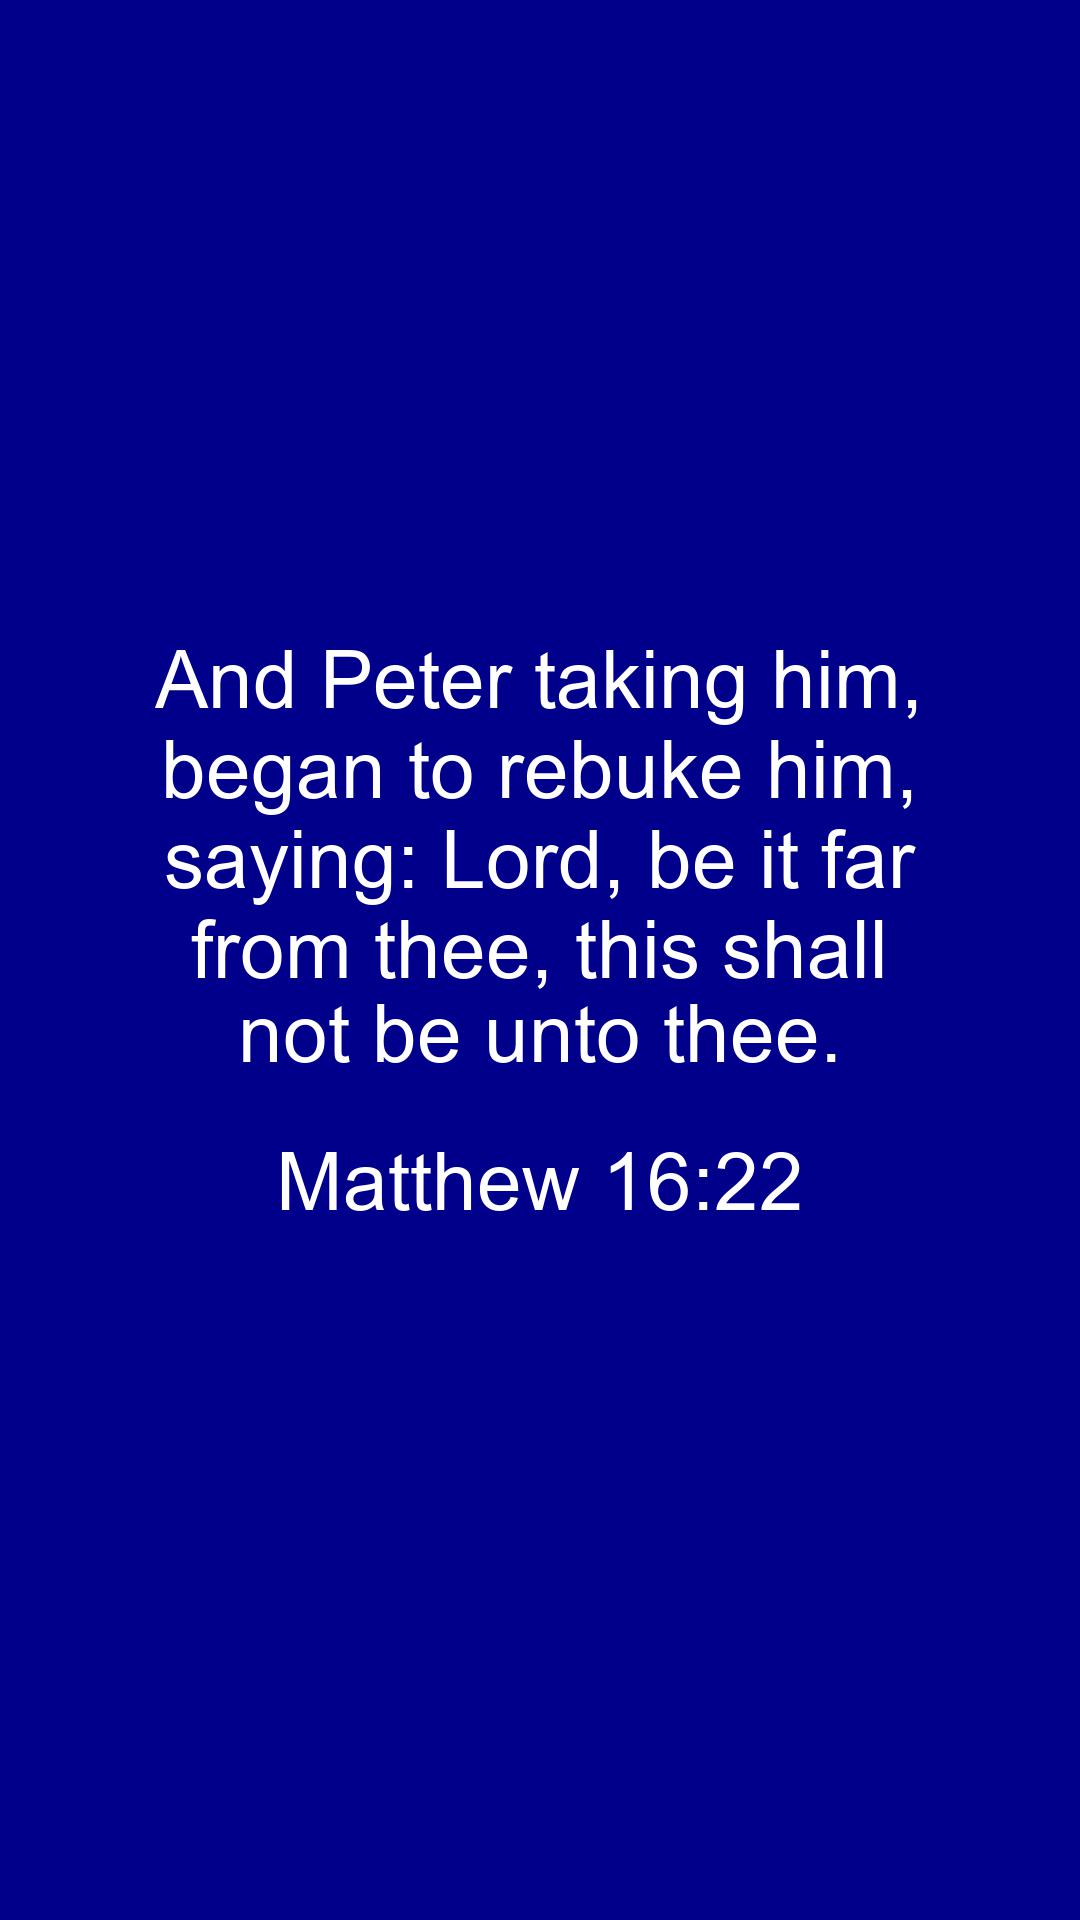 And Peter taking him,
began to rebuke him,
saying: Lord, be it far
from thee, this shall
not be unto thee.
Matthew 16:22